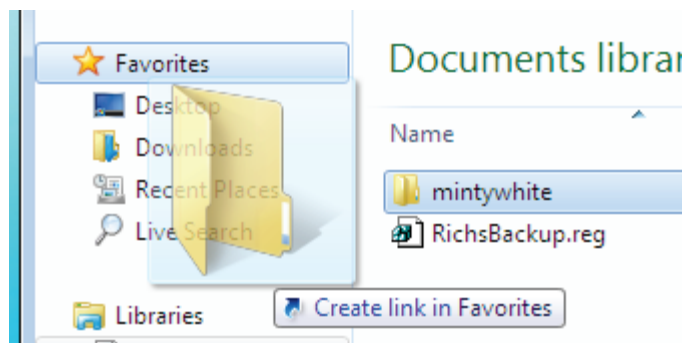 Favorites
Desktop
Downloads
Recent Places
Live Search
Libraries
Documents librar
Name
mintywhite
RichsBackup.reg
Create link in Favorites